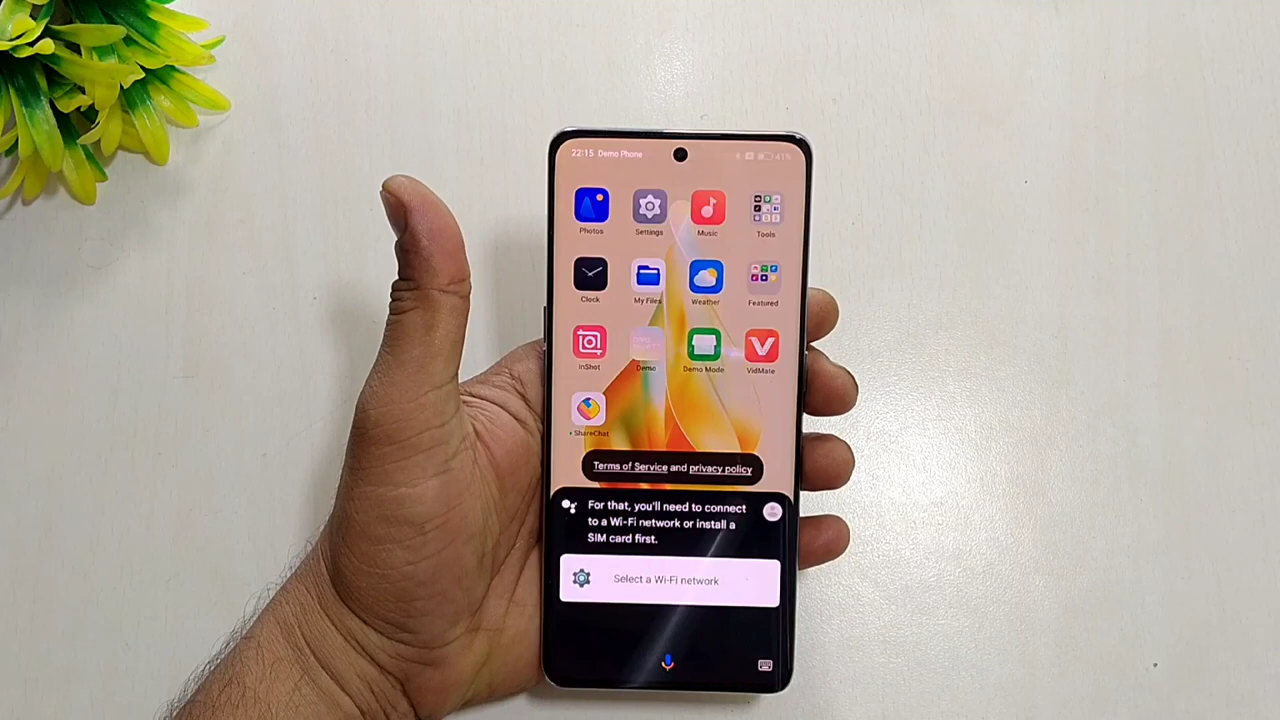 22:15 Demo Phone 41%
Photos Settings Music Tools
Clock My Files Weather Featured
InShot Demo Demo Mode VidMate
ShareChat
Terms of Service and privacy policy
For that, you'll need to connect
to a Wi-Fi network or install a
SIM card first.
Select a Wi-Fi network